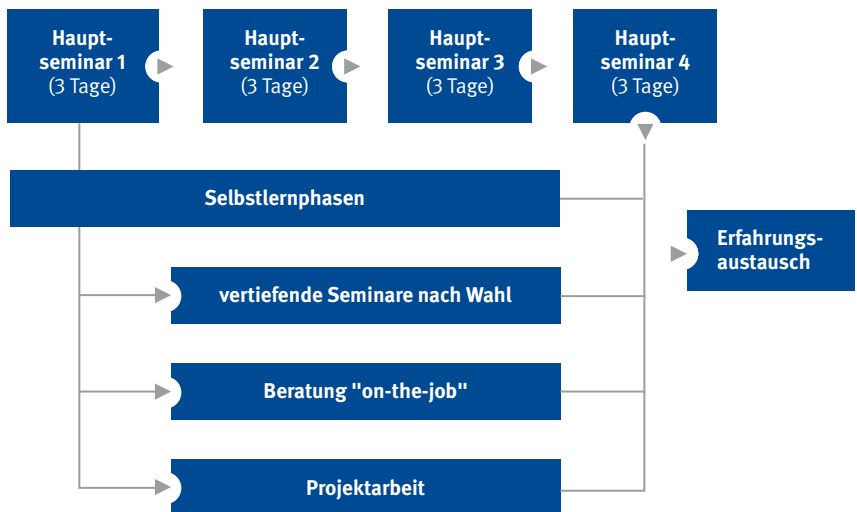 Haupt-
seminar 1
(3 Tage)
Haupt-
seminar 2
(3 Tage)
Haupt-
seminar 3
(3 Tage)
Haupt-
seminar 4
(3 Tage)
Selbstlernphasen
Erfahrungs-
austausch
vertiefende Seminare nach Wahl
Beratung "on-the-job"
Projektarbeit